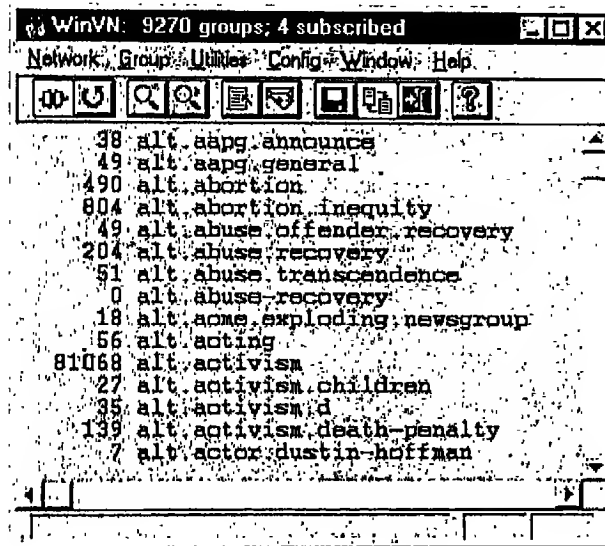 WinVN: 9270 groups; 4 subscribed
Network Group Utilities Config Window Help
38 alt.aapg.announce
49 alt.aapg.general
490 alt.abortion
804 alt.abortion.inequity
49 alt.abuse.offender.recovery
204 alt.abuse.recovery
51 alt.abuse.transcendence
0 alt.abuse-recovery
18 alt.acme.exploding.newsgroup
56 alt.acting
81068 alt.activism
27 alt.activism.children
35 alt.activism.d
139 alt.activism.death-penalty
7 alt.actor.dustin-hoffman